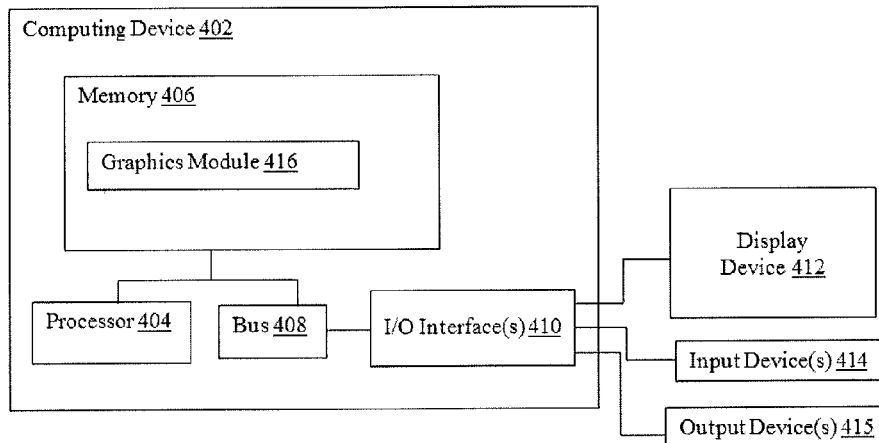 Computing Device 402
Memory 406
Graphics Module 416
Display
Device 412
Processor 404
Bus 408
I/O Interface(s) 410
Input Device(s) 414
Output Device(s) 415